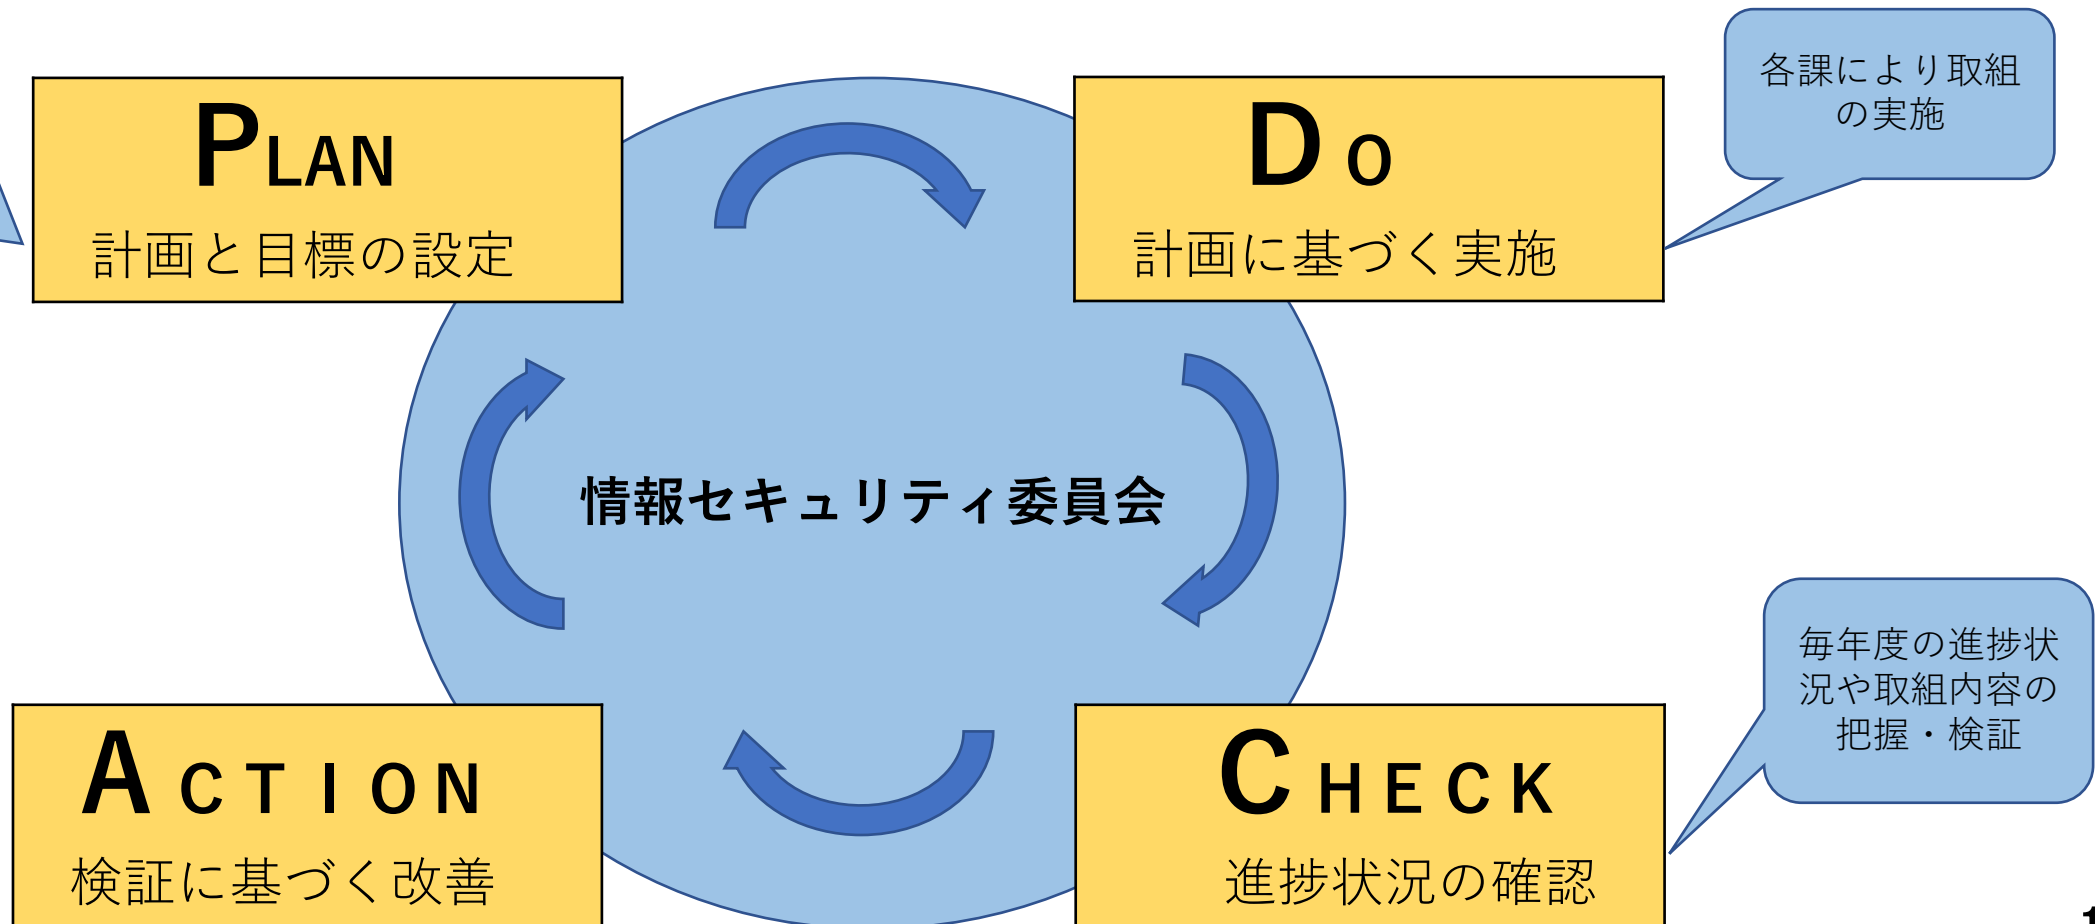 PLAN
計画と目標の設定
Do
計画に基づく実施
各課により取組
の実施
情報セキュリティ委員会
毎年度の進捗状
況や取組内容の
把握・検証
ACTION
検証に基づく改善
CHECK
進捗状況の確認